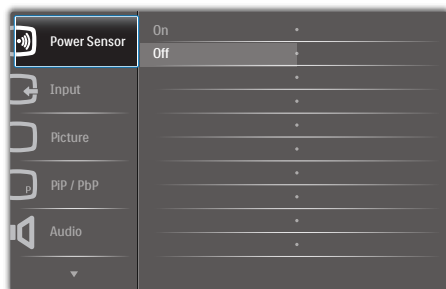 Power Sensor
On
Off
Input
Picture
P
PiP / PbP
Audio